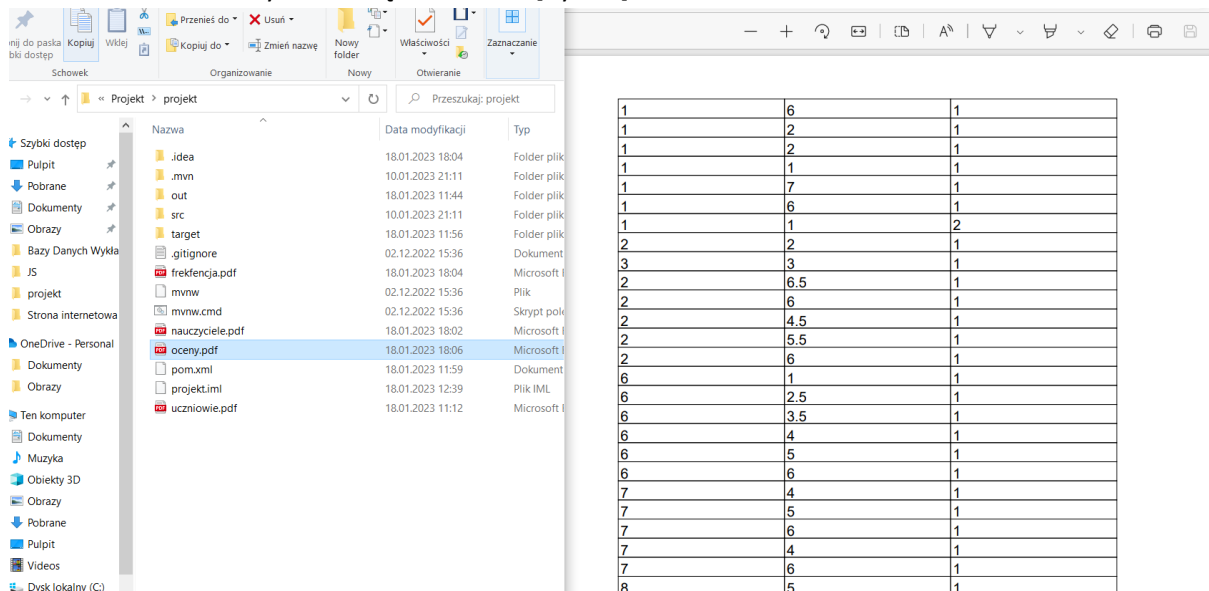 Przenieś do
Usuń
Kopiuj do
Zmień nazwę
Kopiuj
Wklej
Nowy
folder
Właściwości
Zaznaczanie
Schowek
Organizowanie
Nowy
Otwieranie
« Projekt > projekt
Przeszukaj: projekt
Nazwa Data modyfikacji Typ
.idea 18.01.2023 18:04 Folder plik
.mvn 10.01.2023 21:11 Folder plik
out 18.01.2023 11:44 Folder plik
src 10.01.2023 21:11 Folder plik
target 18.01.2023 11:56 Folder plik
.gitignore 02.12.2022 15:36 Dokument
frekfencja.pdf 18.01.2023 18:04 Microsoft
mvnw 02.12.2022 15:36 Plik
mvnw.cmd 02.12.2022 15:36 Skrypt pole
nauczyciele.pdf 18.01.2023 18:02 Microsoft
oceny.pdf 18.01.2023 18:06 Microsoft
pom.xml 18.01.2023 11:59 Dokument
projekt.iml 18.01.2023 12:39 Plik IML
uczniowie.pdf 18.01.2023 11:12 Microsoft
Szybki dostęp
Pulpit
Pobrane
Dokumenty
Obrazy
Bazy Danych Wykła
JS
projekt
Strona internetowa
OneDrive - Personal
Dokumenty
Obrazy
Ten komputer
Dokumenty
Muzyka
Obiekty 3D
Obrazy
Pobrane
Pulpit
Videos
Dysk lokalny (C:)
1 6 1
1 2 1
1 2 1
1 1 1
1 7 1
1 6 1
1 1 2
2 2 1
3 3 1
2 6.5 1
2 6 1
2 4.5 1
2 5.5 1
2 6 1
6 1 1
6 2.5 1
6 3.5 1
6 4 1
6 5 1
6 6 1
7 4 1
7 5 1
7 6 1
7 4 1
7 6 1
8 5 1